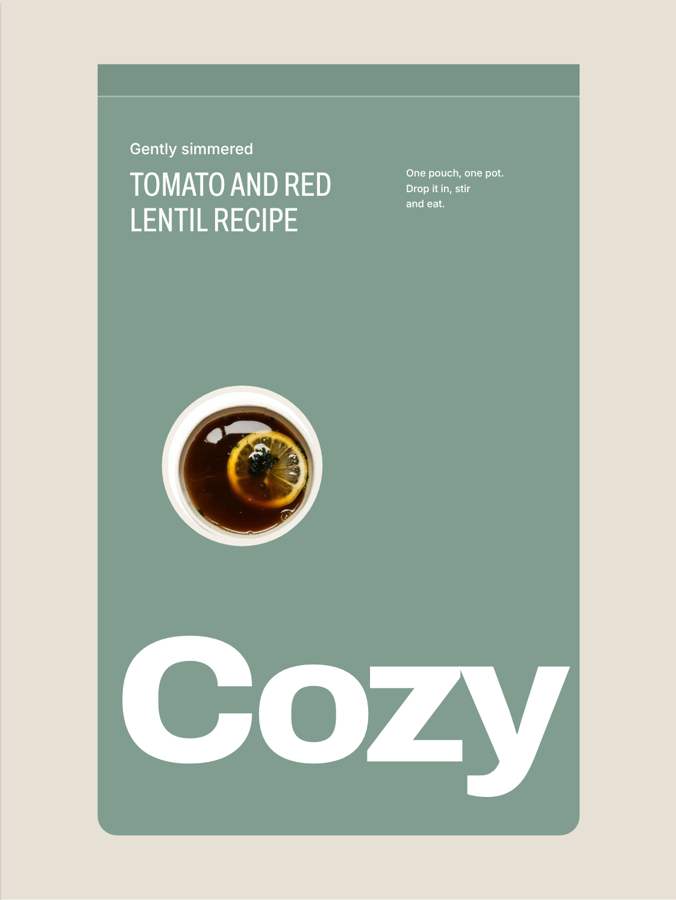 Gently simmered
TOMATO AND RED
LENTIL RECIPE
One pouch, one pot.
Drop it in, stir
and eat.
Cozy